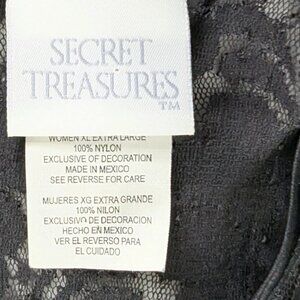 SECRET
TREASURES
TM
WOMEN XL EXTRA LARGE
100% NYLON
EXCLUSIVE OF DECORATION
MADE IN MEXICO
SEE REVERSE FOR CARE
MUJERES XG EXTRA GRANDE
100% NILON
EXCLUSIVO DE DECORACION
HECHO EN MEXICO
VER EL REVERSO PARA
EL CUIDADO